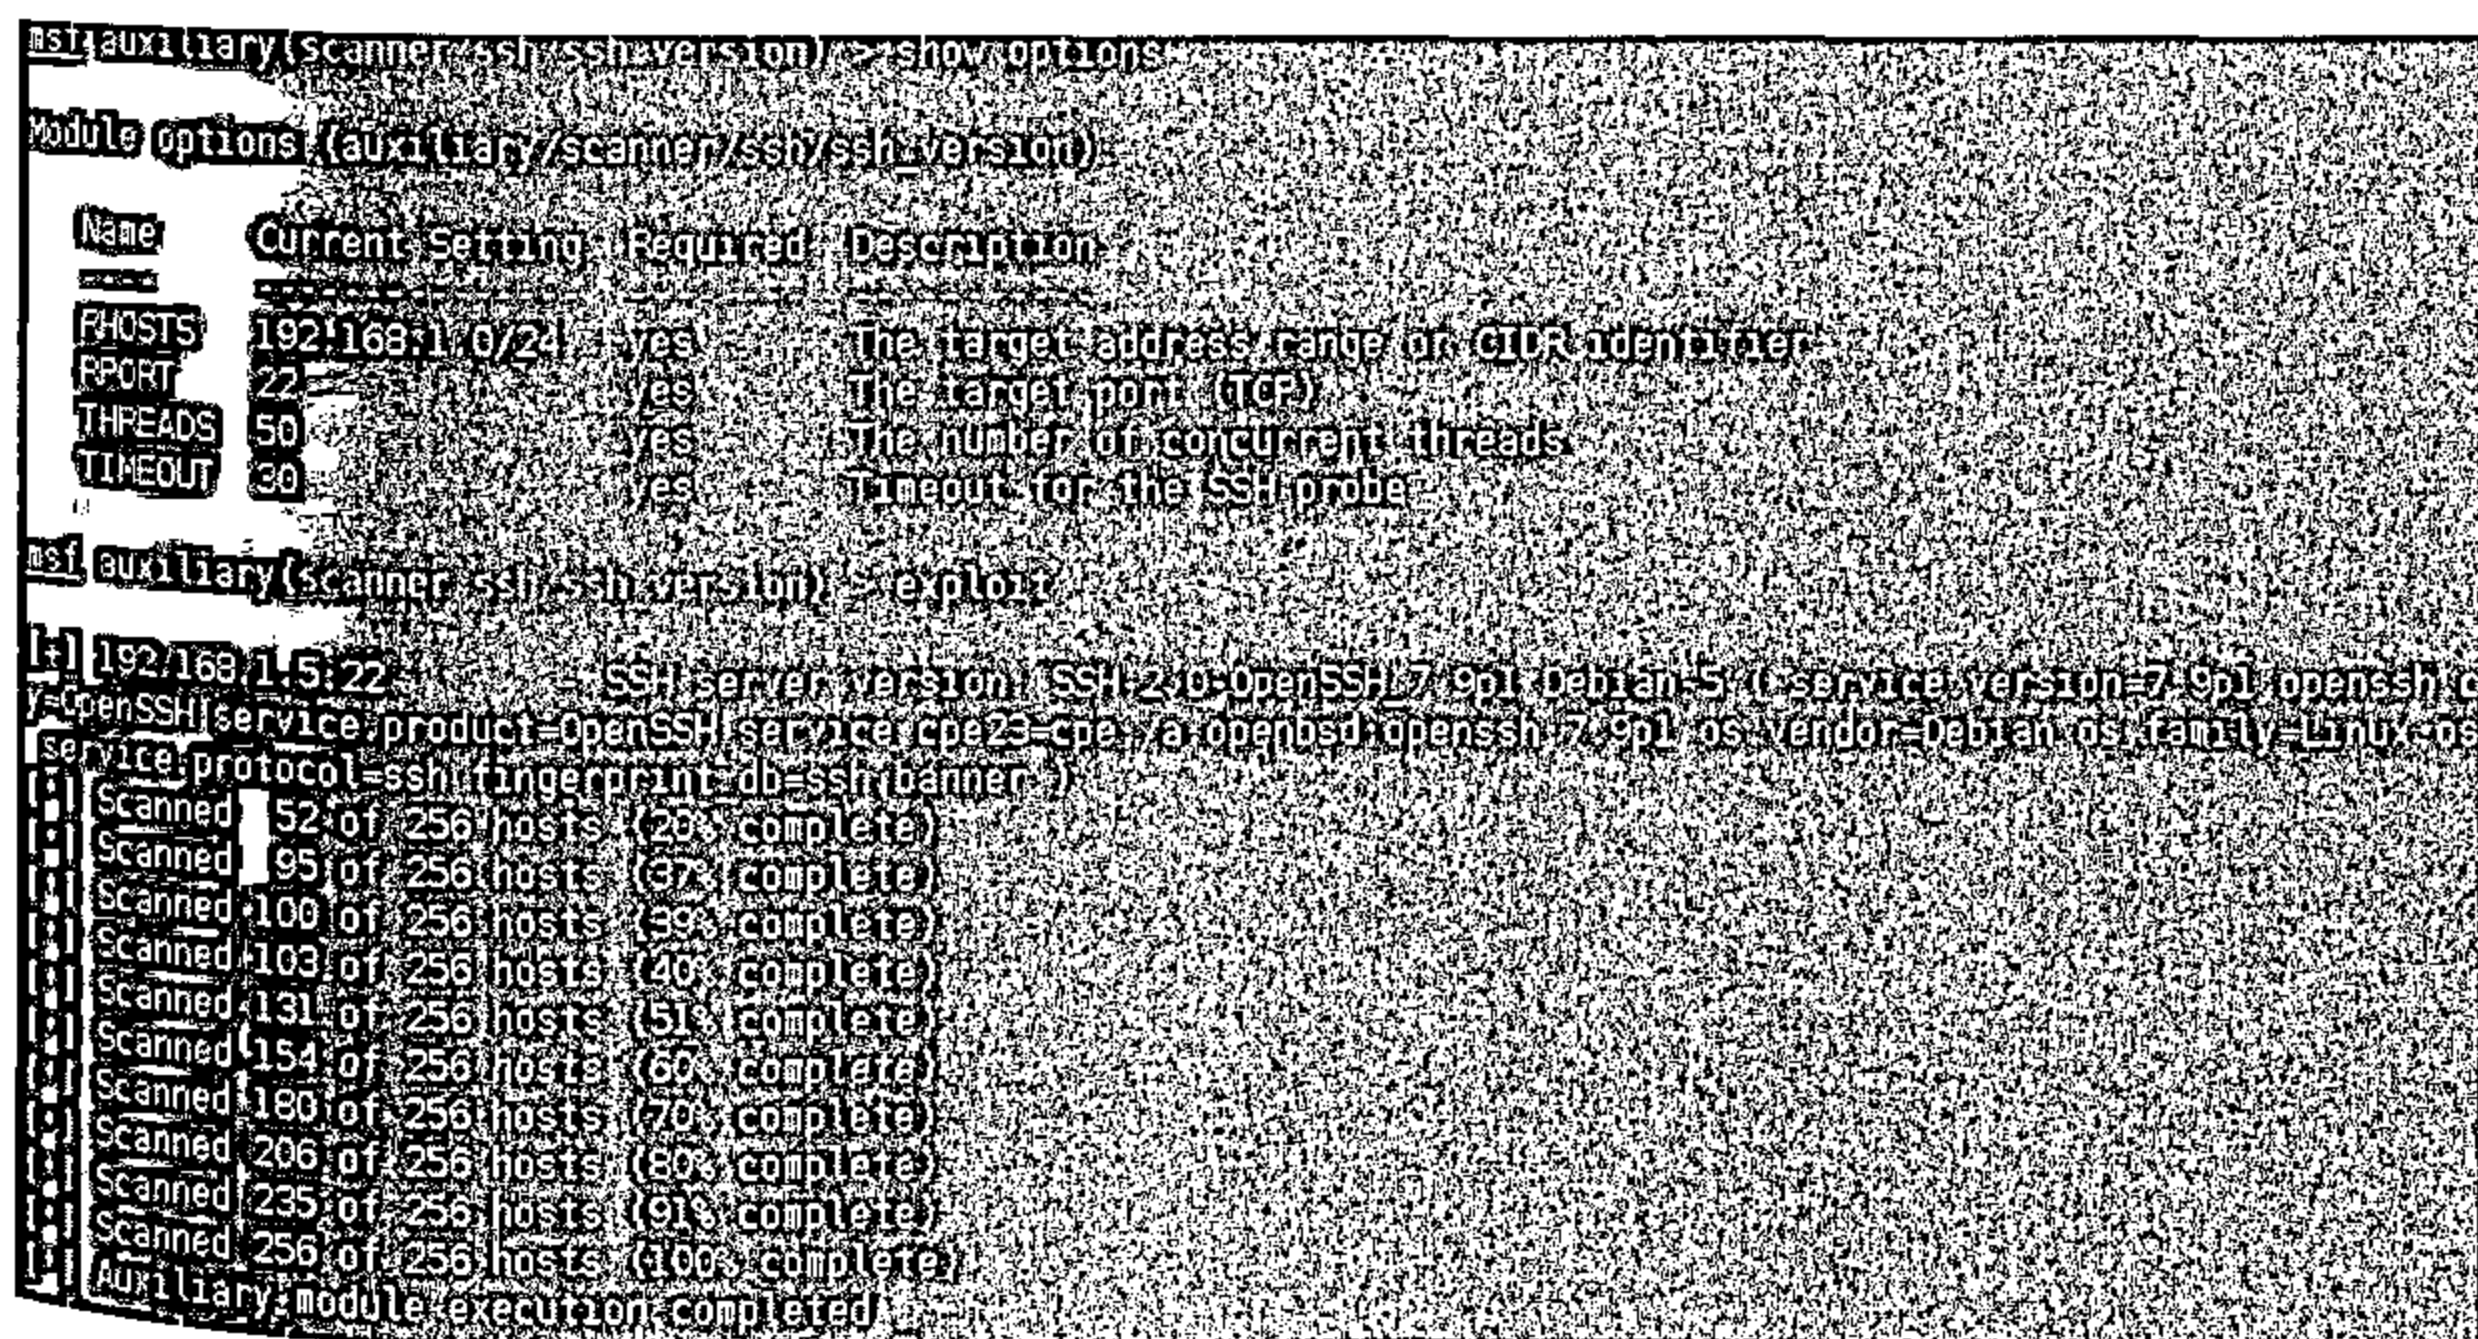 msf auxiliary(scanner/ssh/ssh_version) > show options
Module options (auxiliary/scanner/ssh/ssh_version)
Name Current Setting Required Description
---- --------------- -------- -----------
RHOSTS 192.168.1.0/24 yes The target address range or CIDR identifier
RPORT 22 yes The target port (TCP)
THREADS 50 yes The number of concurrent threads
TIMEOUT 30 yes Timeout for the SSH probe
msf auxiliary(scanner/ssh/ssh_version) > exploit
[+] 192.168.1.5:22 - SSH server version: SSH-2.0-OpenSSH_7.9p1 Debian-5 ( service.version=7.9p1 openssh.c
y=OpenSSH service.product=OpenSSH service.cpe23=cpe:/a:openbsd:openssh:7.9p1 os.vendor=Debian os.family=Linux os
service.protocol=ssh fingerprint_db=ssh.banner )
[*] Scanned 52 of 256 hosts (20% complete)
[*] Scanned 95 of 256 hosts (37% complete)
[*] Scanned 100 of 256 hosts (39% complete)
[*] Scanned 103 of 256 hosts (40% complete)
[*] Scanned 131 of 256 hosts (51% complete)
[*] Scanned 154 of 256 hosts (60% complete)
[*] Scanned 180 of 256 hosts (70% complete)
[*] Scanned 206 of 256 hosts (80% complete)
[*] Scanned 235 of 256 hosts (91% complete)
[*] Scanned 256 of 256 hosts (100% complete)
[*] Auxiliary module execution completed